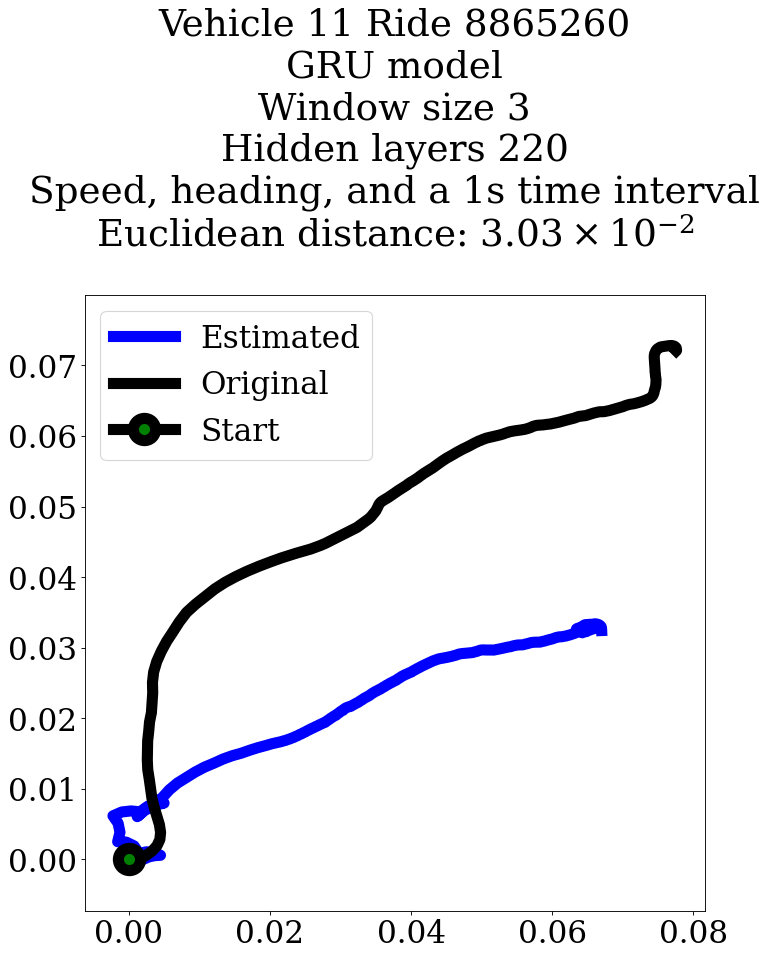 Vehicle 11 Ride 8865260
GRU model
Window size 3
Hidden layers 220
Speed, heading, and a 1s time interval
Euclidean distance: 3.03 × 10⁻²
Estimated
Original
Start
0.07
0.06
0.05
0.04
0.03
0.02
0.01
0.00
0.00 0.02 0.04 0.06 0.08